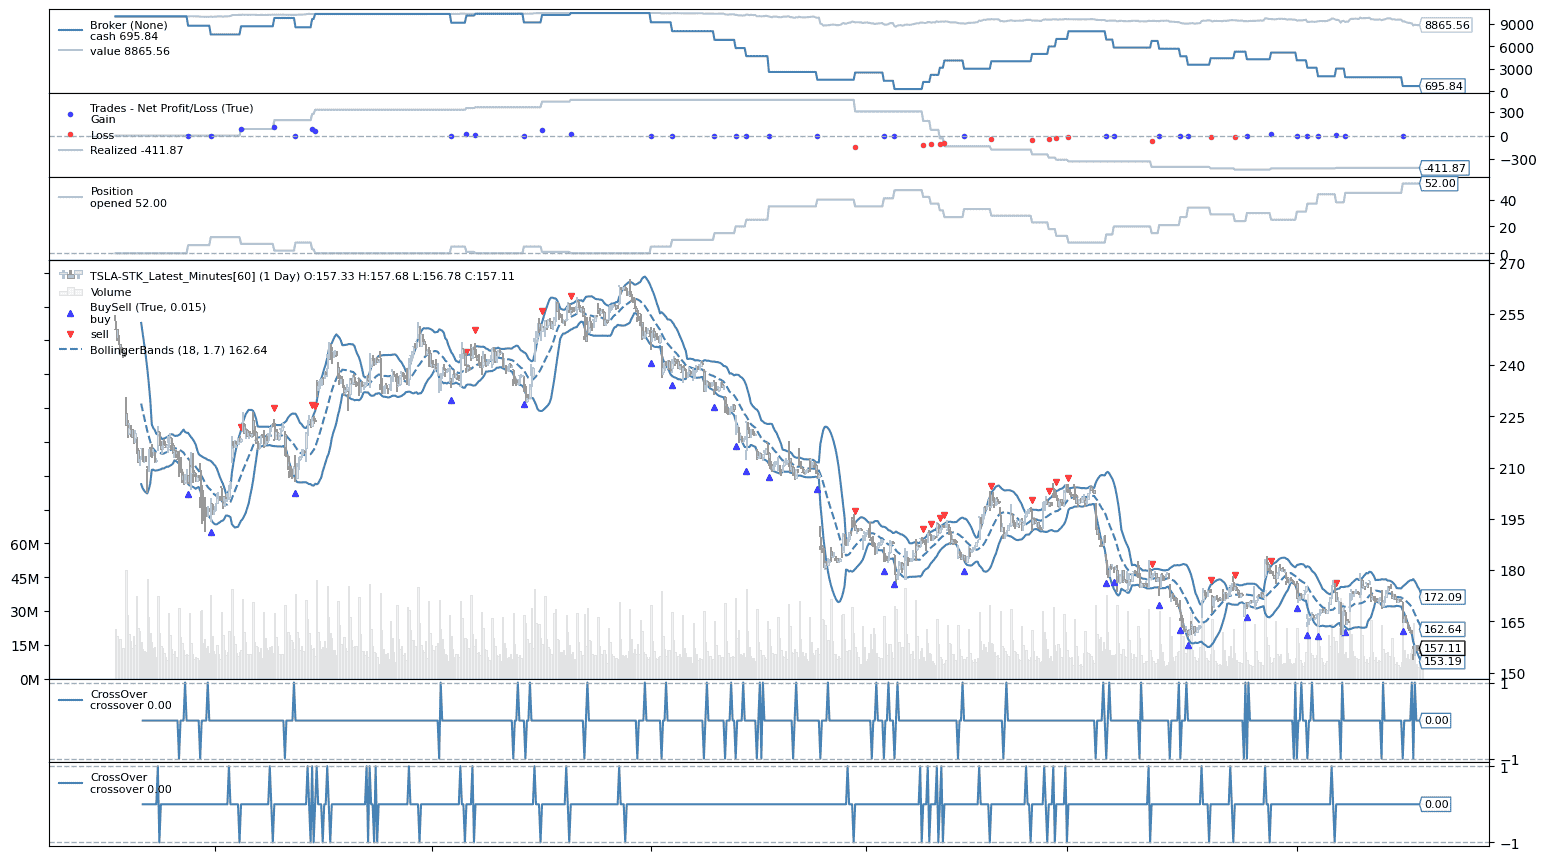 Broker (None)
cash 695.84
value 8865.56
8865.56
695.84
9000
6000
3000
0
Trades - Net Profit/Loss (True)
Gain
Loss
Realized -411.87
-411.87
300
0
−300
Position
opened 52.00
52.00
40
20
0
TSLA-STK_Latest_Minutes[60] (1 Day) O:157.33 H:157.68 L:156.78 C:157.11
Volume
BuySell (True, 0.015)
buy
sell
BollingerBands (18, 1.7) 162.64
270
255
240
225
210
195
180
165
150
60M
45M
30M
15M
0M
172.09
162.64
157.11
153.19
CrossOver
crossover 0.00
0.00
1
−1
CrossOver
crossover 0.00
0.00
1
−1